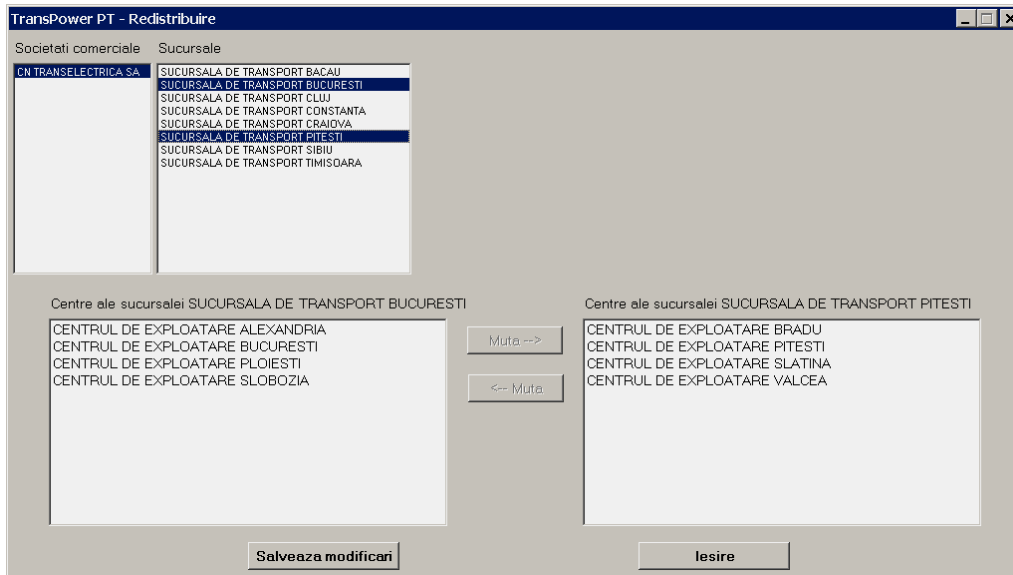 TransPower PT - Redistribuire
Societati comerciale
Sucursale
CN TRANSELECTRICA SA
SUCURSALA DE TRANSPORT BACAU
SUCURSALA DE TRANSPORT BUCURESTI
SUCURSALA DE TRANSPORT CLUJ
SUCURSALA DE TRANSPORT CONSTANTA
SUCURSALA DE TRANSPORT CRAIOVA
SUCURSALA DE TRANSPORT PITESTI
SUCURSALA DE TRANSPORT SIBIU
SUCURSALA DE TRANSPORT TIMISOARA
Centre ale sucursalei SUCURSALA DE TRANSPORT BUCURESTI
CENTRUL DE EXPLOATARE ALEXANDRIA
CENTRUL DE EXPLOATARE BUCURESTI
CENTRUL DE EXPLOATARE PLOIESTI
CENTRUL DE EXPLOATARE SLOBOZIA
Muta -->
<-- Muta
Centre ale sucursalei SUCURSALA DE TRANSPORT PITESTI
CENTRUL DE EXPLOATARE BRADU
CENTRUL DE EXPLOATARE PITESTI
CENTRUL DE EXPLOATARE SLATINA
CENTRUL DE EXPLOATARE VALCEA
Salveaza modificari
Iesire